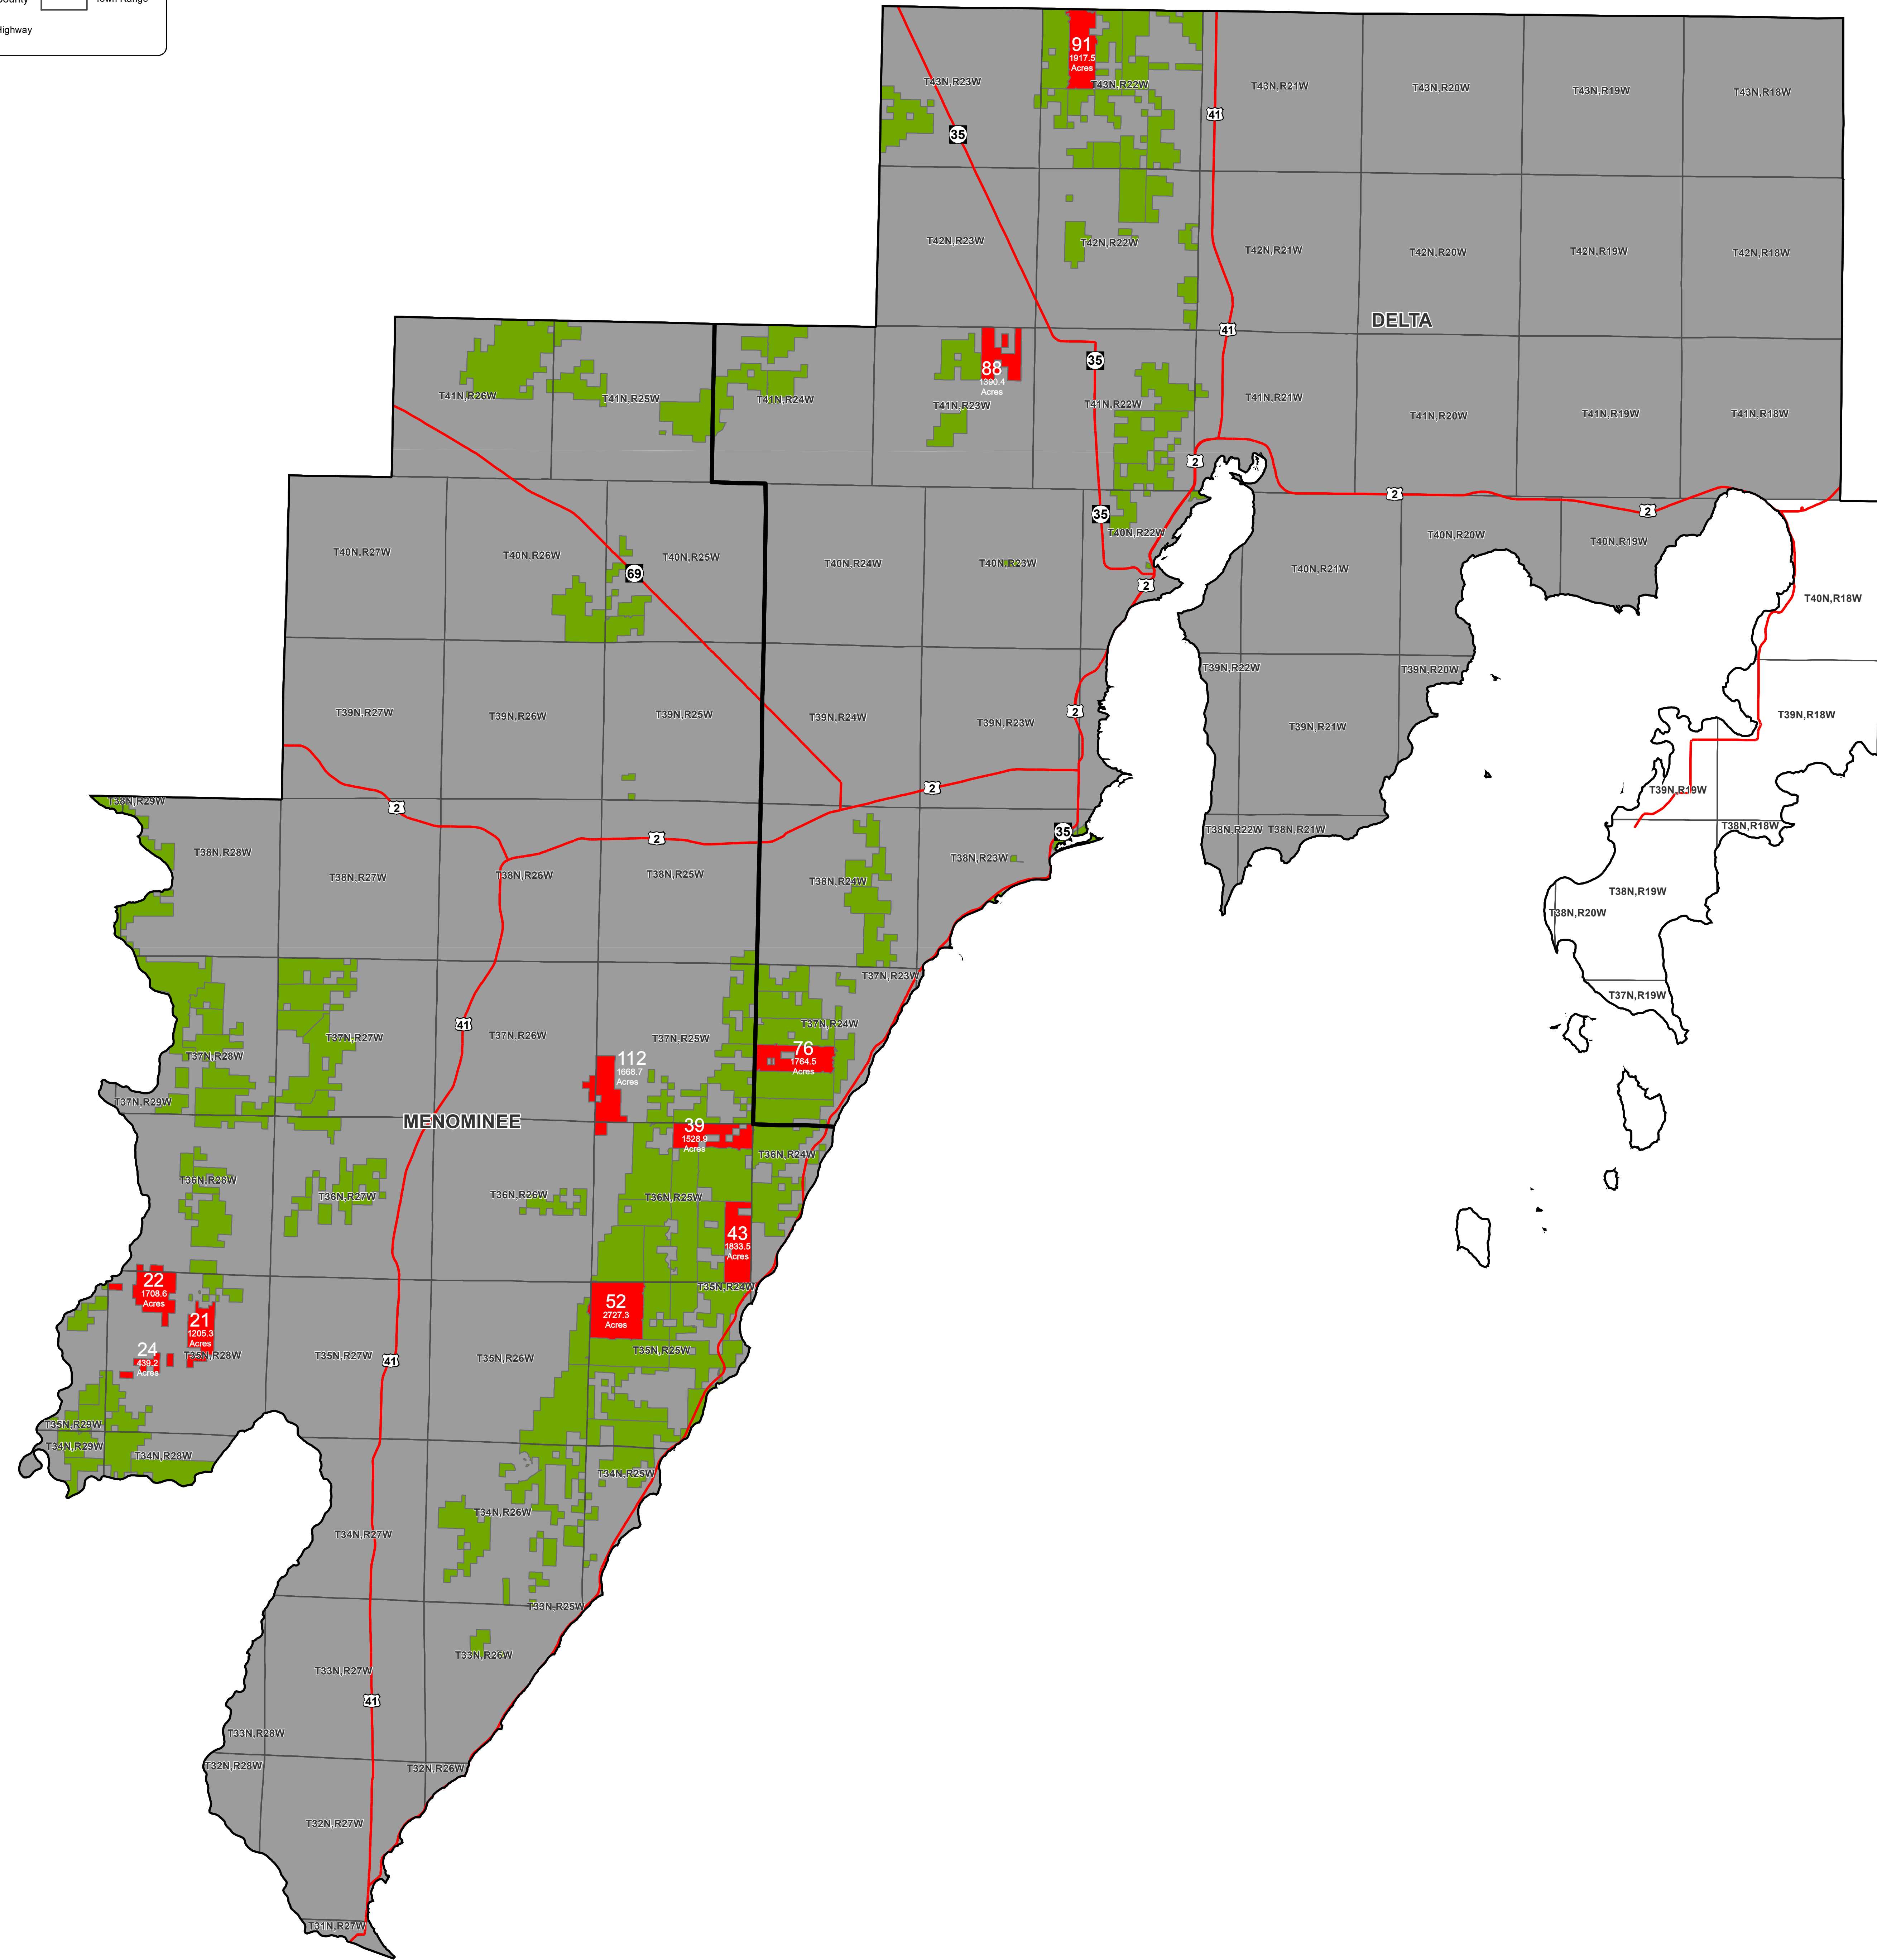 Town Range
Highway
91
1917.5
Acres
T43N,R23W
T43N,R22W
T43N,R21W
T43N,R20W
T43N,R19W
T43N,R18W
41
35
T42N,R23W
T42N,R22W
T42N,R21W
T42N,R20W
T42N,R19W
T42N,R18W
DELTA
41
35
88
1390.4
Acres
T41N,R26W
T41N,R25W
T41N,R24W
T41N,R23W
T41N,R22W
T41N,R21W
T41N,R20W
T41N,R19W
T41N,R18W
2
2
2
35
T40N,R27W
T40N,R26W
T40N,R25W
T40N,R24W
T40N,R23W
T40N,R22W
T40N,R21W
T40N,R20W
T40N,R19W
T40N,R18W
69
2
T39N,R27W
T39N,R26W
T39N,R25W
T39N,R24W
T39N,R23W
T39N,R22W
T39N,R21W
T39N,R20W
T39N,R18W
2
2
T39N,R19W
T38N,R29W
2
2
35
T38N,R22W
T38N,R21W
T38N,R18W
T38N,R28W
T38N,R27W
T38N,R26W
T38N,R25W
T38N,R24W
T38N,R23W
T38N,R19W
T38N,R20W
T37N,R23W
T37N,R19W
41
T37N,R28W
T37N,R27W
T37N,R26W
T37N,R25W
T37N,R24W
76
1764.5
Acres
112
1668.7
Acres
T37N,R29W
MENOMINEE
39
1528.9
Acres
T36N,R24W
T36N,R28W
T36N,R27W
T36N,R26W
T36N,R25W
43
1833.5
Acres
22
1708.6
Acres
T35N,R24W
52
2727.3
Acres
21
1205.3
Acres
24
439.2
Acres
T35N,R28W
T35N,R27W
41
T35N,R26W
T35N,R25W
T35N,R29W
T34N,R29W
T34N,R28W
T34N,R25W
T34N,R26W
T34N,R27W
T33N,R25W
T33N,R26W
T33N,R27W
41
T33N,R28W
T32N,R28W
T32N,R26W
T32N,R27W
T31N,R27W